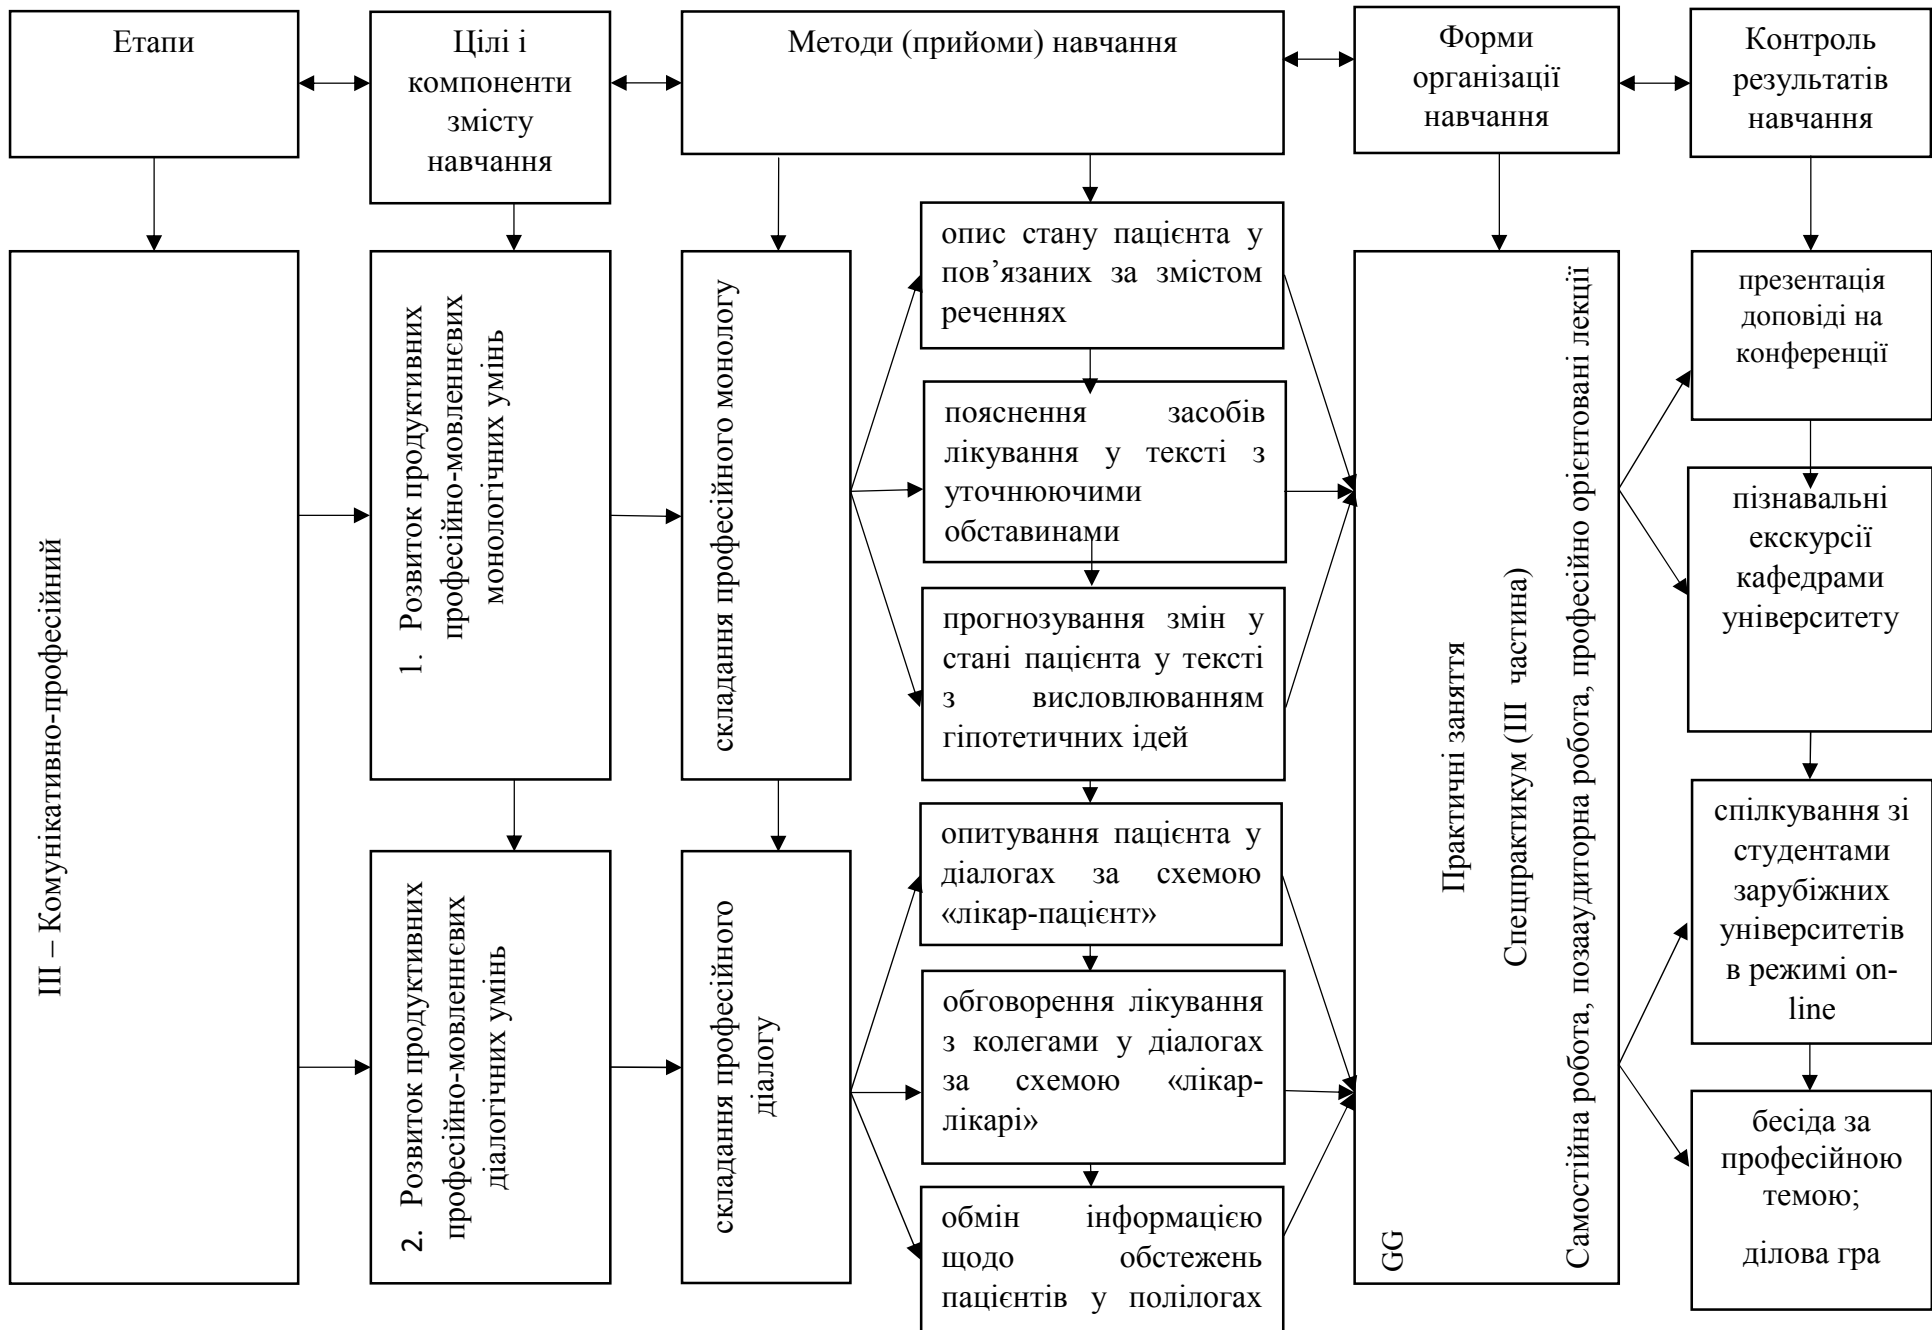 Етапи
Цілі і
компоненти
змісту
навчання
Методи (прийоми) навчання
Форми
організації
навчання
Контроль
результатів
навчання
ІІІ – Комунікативно-професійний
1. Розвиток продуктивних
професійно-мовленнєвих
монологічних умінь
2. Розвиток продуктивних
професійно-мовленнєвих
діалогічних умінь
складання професійного монологу
складання професійного
діалогу
опис стану пацієнта у
пов’язаних за змістом
реченнях
пояснення засобів
лікування у тексті з
уточнюючими
обставинами
прогнозування змін у
стані пацієнта у тексті
з висловлюванням
гіпотетичних ідей
опитування пацієнта у
діалогах за схемою
«лікар-пацієнт»
обговорення лікування
з колегами у діалогах
за схемою «лікар-
лікарі»
обмін інформацією
щодо обстежень
пацієнтів у полілогах
GG
Практичні заняття
Спецпрактикум (ІІІ частина)
Самостійна робота, позааудиторна робота, професійно орієнтовані лекції
презентація
доповіді на
конференції
пізнавальні
екскурсії
кафедрами
університету
спілкування зі
студентами
зарубіжних
університетів
в режимі on-
line
бесіда за
професійною
темою;
ділова гра